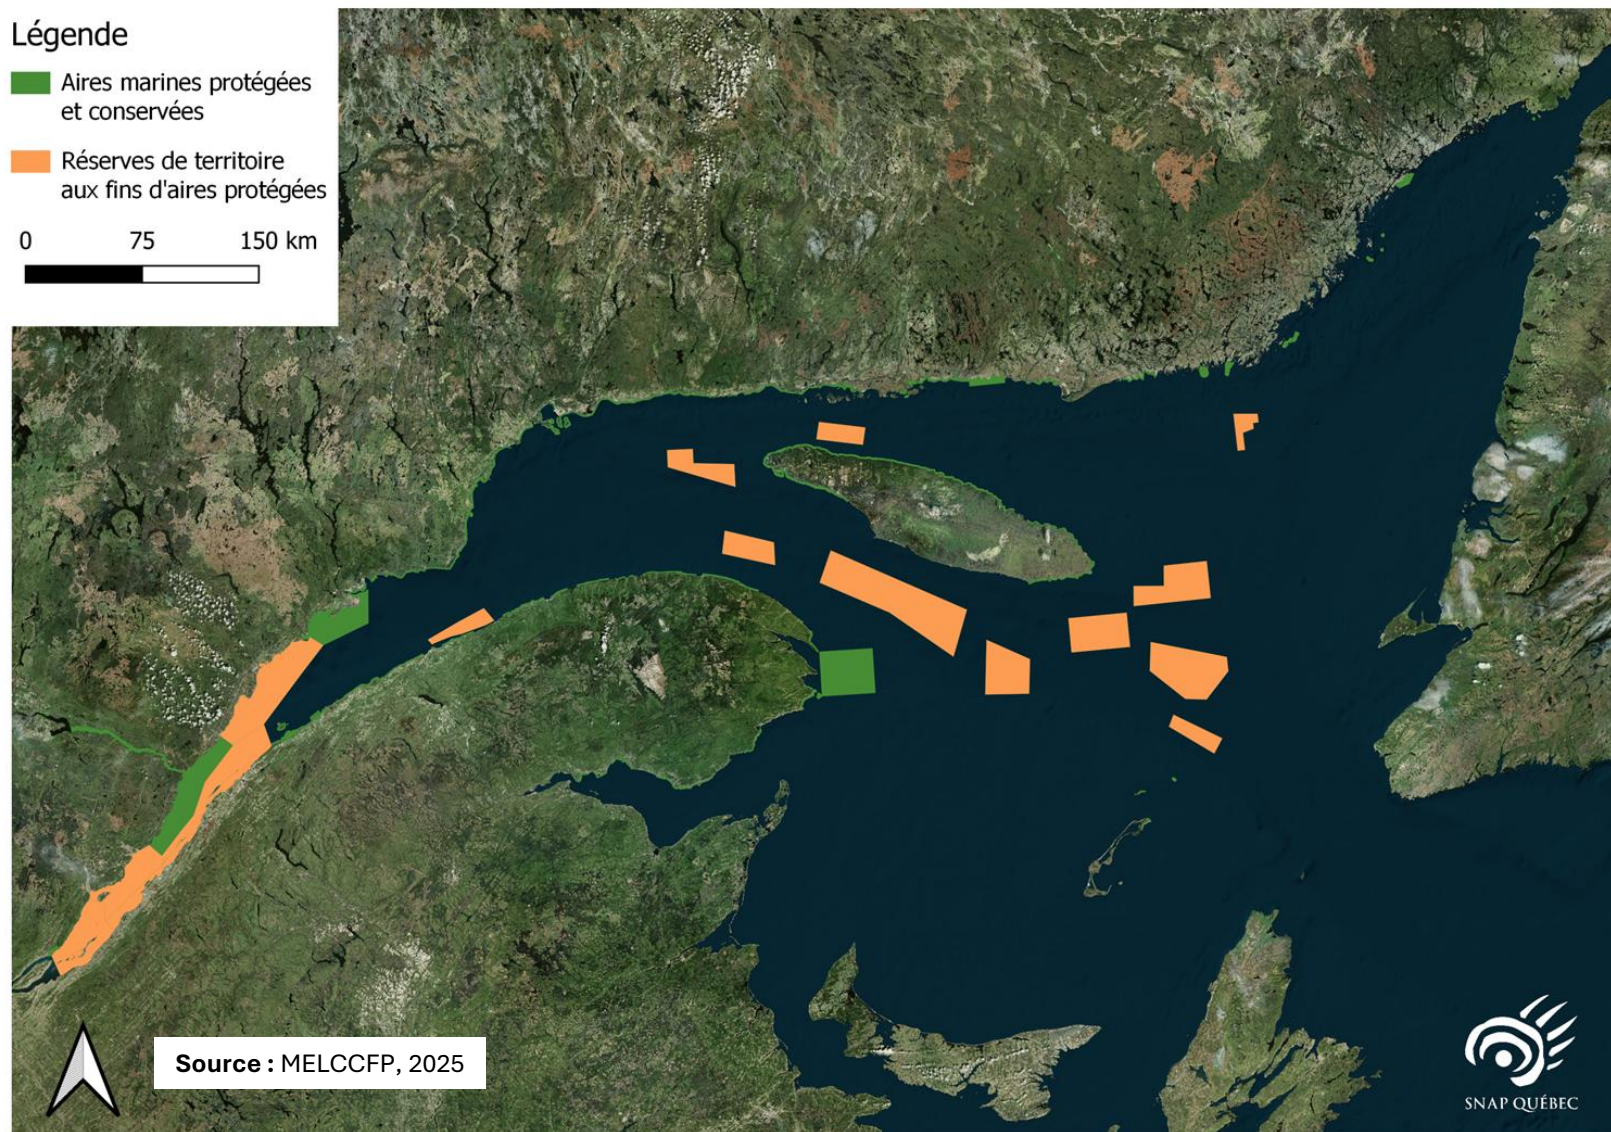 Légende
Aires marines protégées
et conservées
Réserves de territoire
aux fins d'aires protégées
0 75 150 km
Source : MELCCFP, 2025
SNAP QUÉBEC